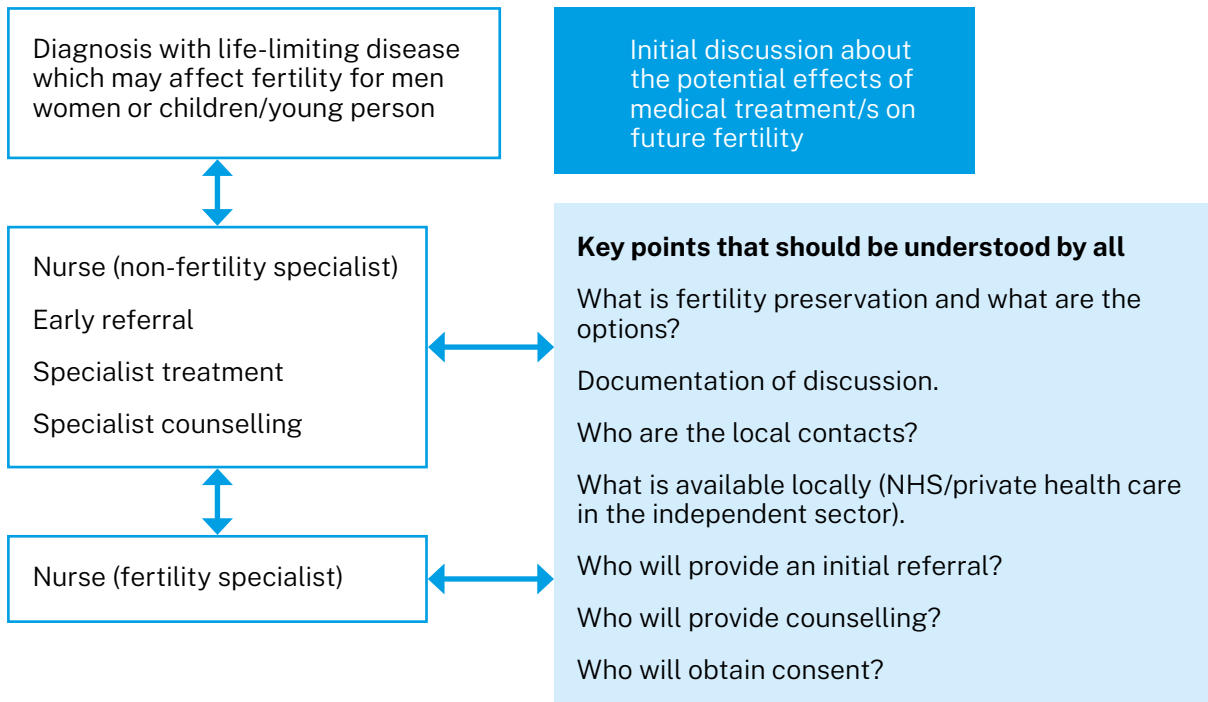 Diagnosis with life-limiting disease
which may affect fertility for men
women or children/young person
Initial discussion about
the potential effects of
medical treatment/s on
future fertility
Nurse (non-fertility specialist)
Early referral
Specialist treatment
Specialist counselling
Nurse (fertility specialist)
Key points that should be understood by all
What is fertility preservation and what are the
options?
Documentation of discussion.
Who are the local contacts?
What is available locally (NHS/private health care
in the independent sector).
Who will provide an initial referral?
Who will provide counselling?
Who will obtain consent?